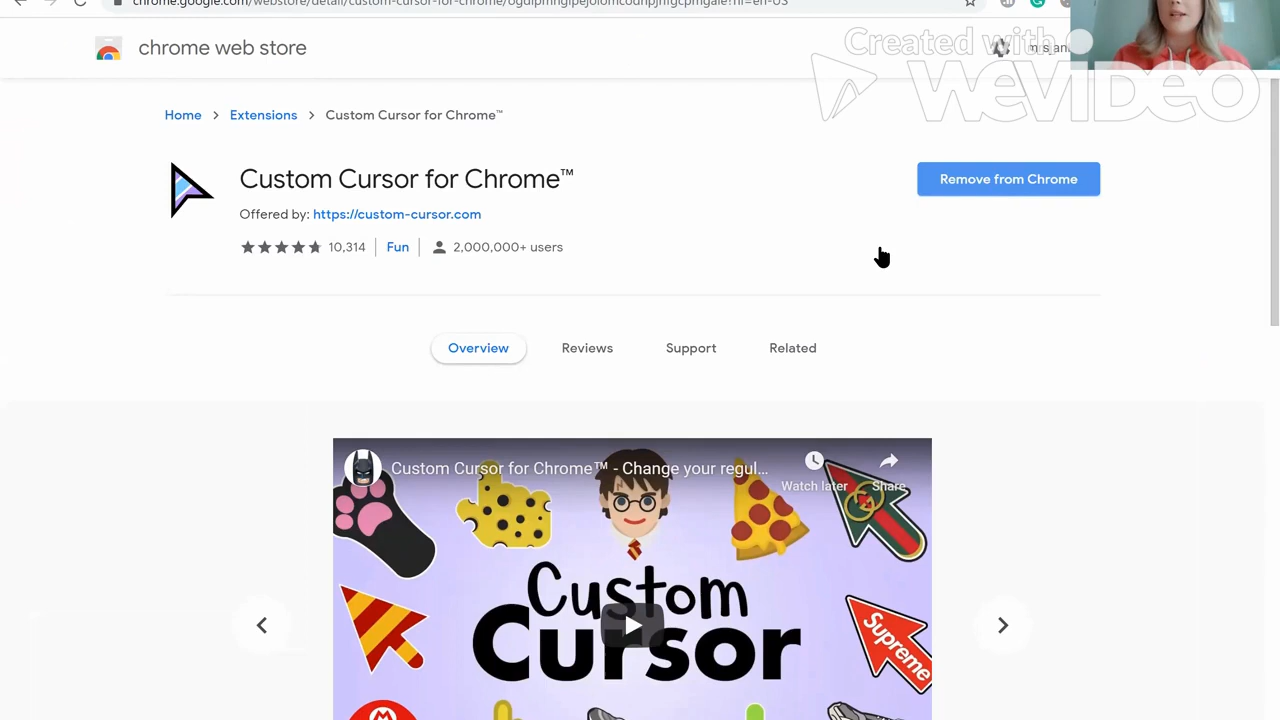 chrome web store
Created with
WeVideo
Home > Extensions > Custom Cursor for Chrome™
Custom Cursor for Chrome™
Remove from Chrome
Offered by: https://custom-cursor.com
10,314 | Fun | 2,000,000+ users
Overview
Reviews
Support
Related
Custom Cursor for Chrome™ - Change your regul...
Watch later
Share
Custom
Cursor
Supreme
M